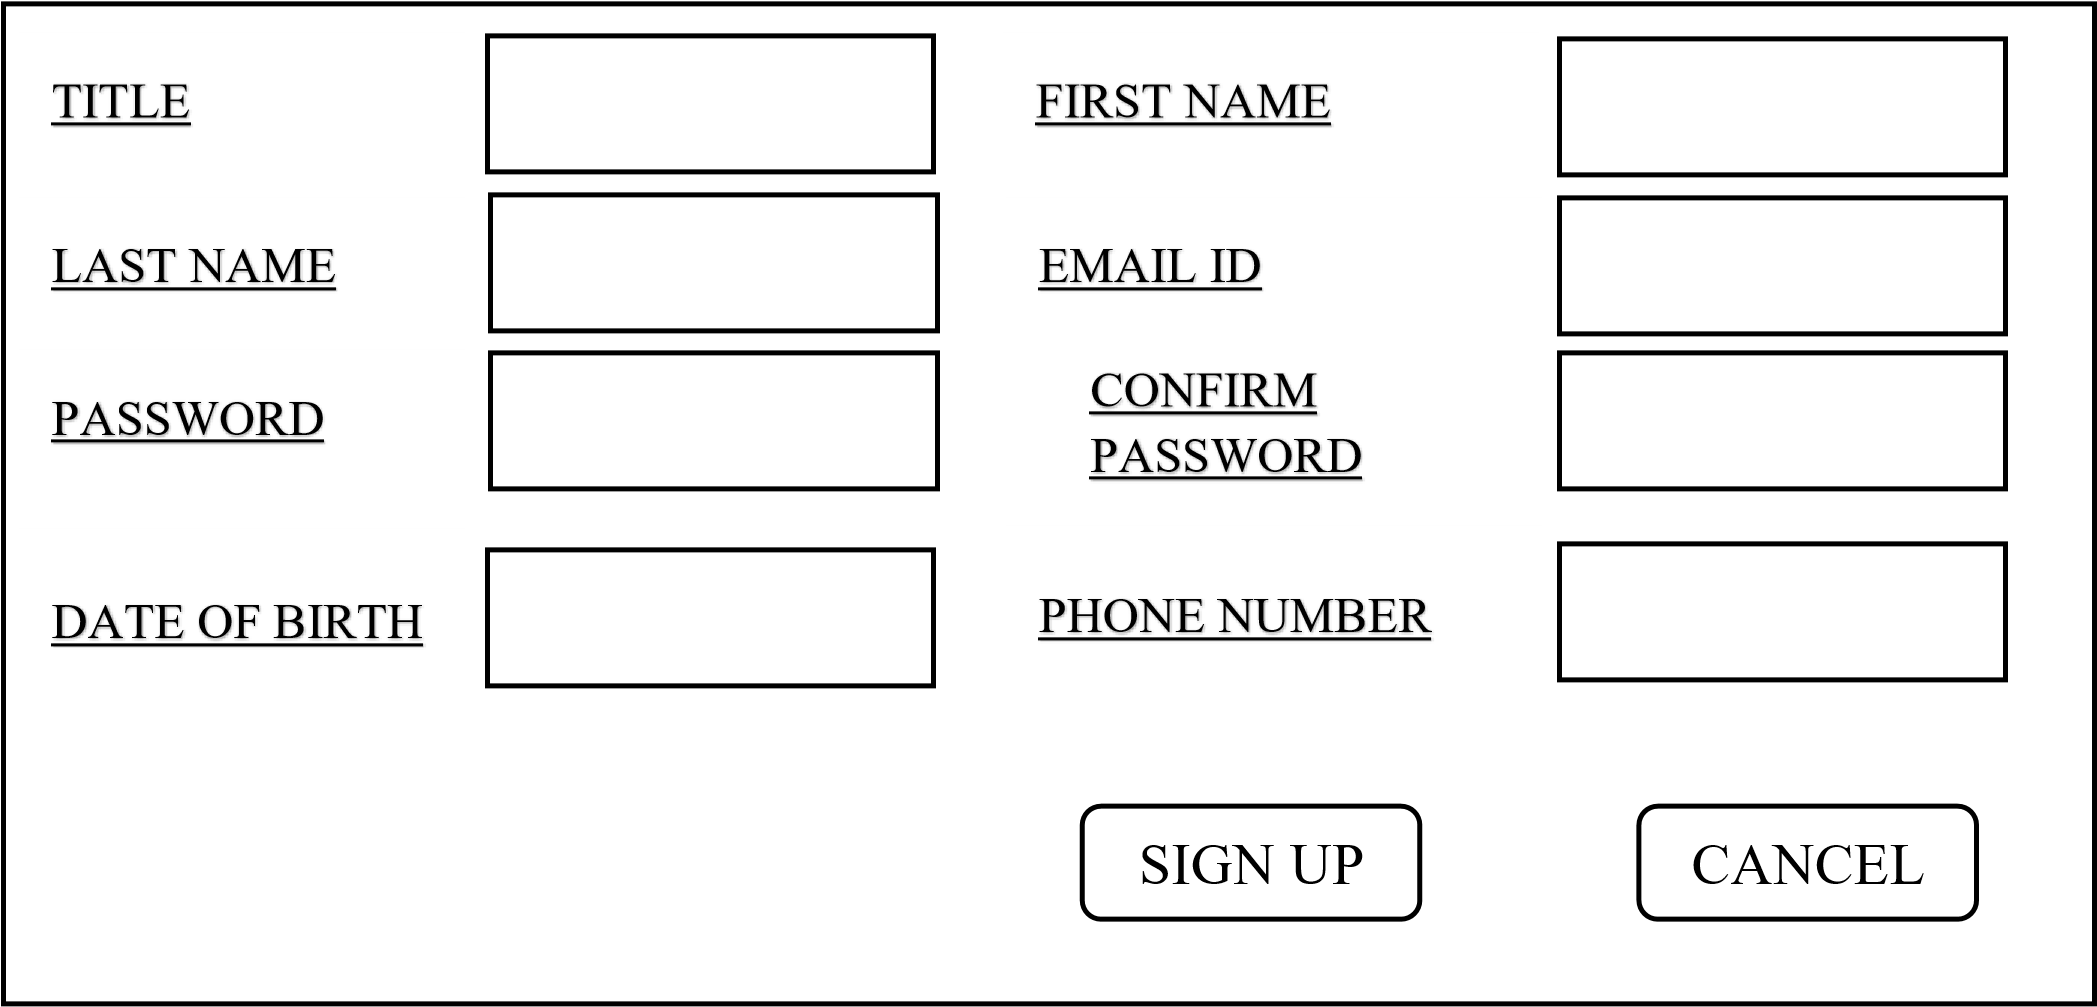 TITLE
FIRST NAME
LAST NAME
EMAIL ID
PASSWORD
CONFIRM
PASSWORD
DATE OF BIRTH
PHONE NUMBER
SIGN UP
CANCEL